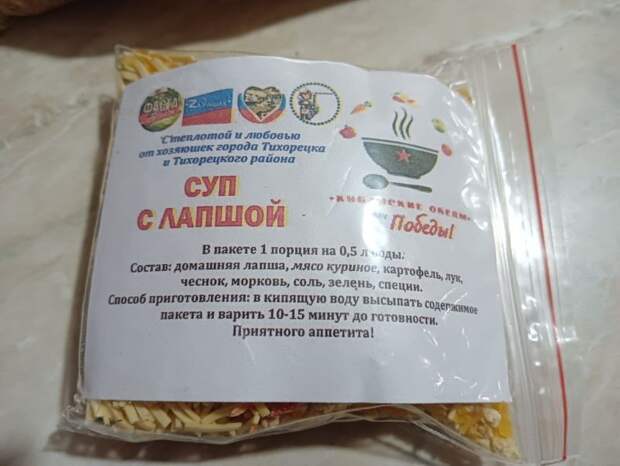 С теплотой и любовью
от хозяюшек города Тихорецка
и Тихорецкого района
СУП
С ЛАПШОЙ
Победы!
В пакете 1 порция на 0,5 л воды.
Состав: домашняя лапша, мясо куриное, картофель, лук,
чеснок, морковь, соль, зелень, специи.
Способ приготовления: в кипящую воду высыпать содержимое
пакета и варить 10-15 минут до готовности.
Приятного аппетита!